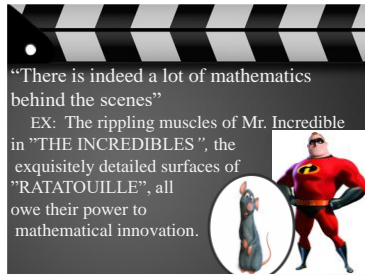 “There is indeed a lot of mathematics
behind the scenes”
EX: The rippling muscles of Mr. Incredible
in ”THE INCREDIBLES”, the
exquisitely detailed surfaces of
”RATATOUILLE”, all
owe their power to
mathematical innovation.